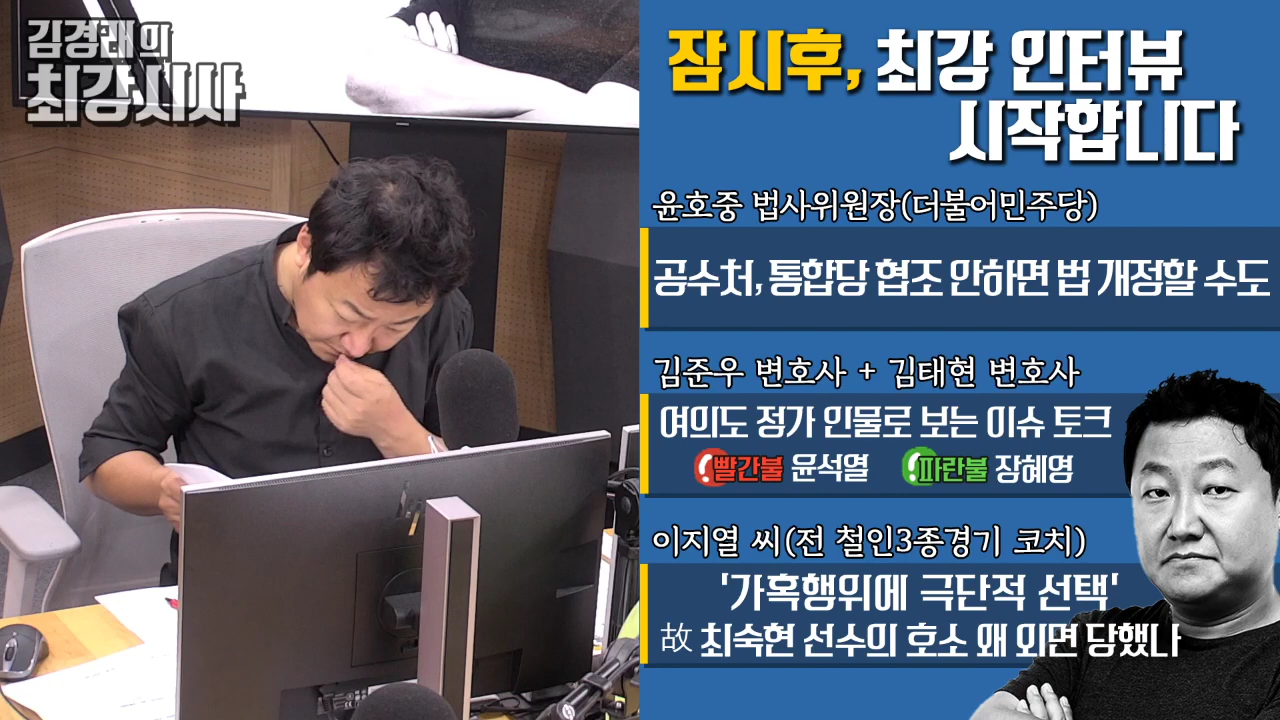 김경래의
최강시사
잠시후, 최강 인터뷰
시작합니다
윤호중 법사위원장(더불어민주당)
공수처, 통합당 협조 안하면 법 개정할 수도
김준우 변호사 + 김태현 변호사
여의도 정가 인물로 보는 이슈 토크
! 빨간불 윤석열 ! 파란불 장혜영
이지열 씨(전 철인3종경기 코치)
'가혹행위에 극단적 선택'
故 최숙현 선수의 호소 왜 외면 당했나